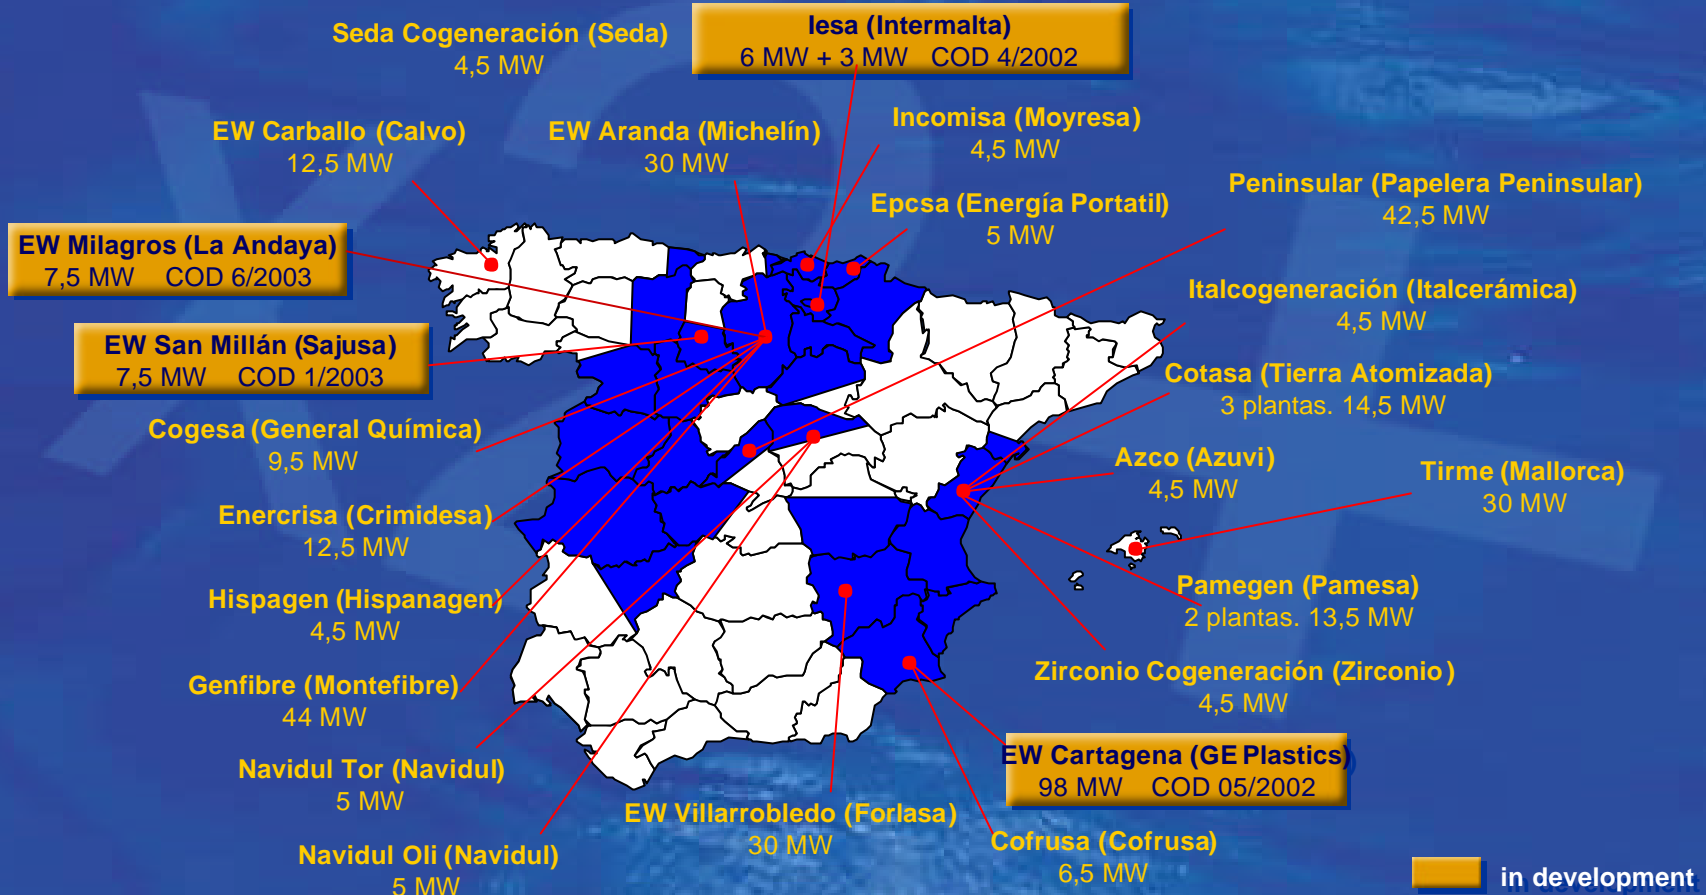 Seda Cogeneración (Seda)
4,5 MW
Iesa (Intermalta)
6 MW + 3 MW COD 4/2002
EW Carballo (Calvo)
12,5 MW
EW Aranda (Michelín)
30 MW
Incomisa (Moyresa)
4,5 MW
Epcsa (Energía Portatil)
5 MW
Peninsular (Papelera Peninsular)
42,5 MW
EW Milagros (La Andaya)
7,5 MW COD 6/2003
Italcogeneración (Italcerámica)
4,5 MW
EW San Millán (Sajusa)
7,5 MW COD 1/2003
Cotasa (Tierra Atomizada)
3 plantas. 14,5 MW
Cogesa (General Química)
9,5 MW
Azco (Azuvi)
4,5 MW
Tirme (Mallorca)
30 MW
Enercrisa (Crimidesa)
12,5 MW
Hispagen (Hispanagen)
4,5 MW
Pamegen (Pamesa)
2 plantas. 13,5 MW
Genfibre (Montefibre)
44 MW
Zirconio Cogeneración (Zirconio)
4,5 MW
Navidul Tor (Navidul)
5 MW
EW Cartagena (GE Plastics)
98 MW COD 05/2002
Navidul Oli (Navidul)
5 MW
EW Villarrobledo (Forlasa)
30 MW
Cofrusa (Cofrusa)
6,5 MW
in development